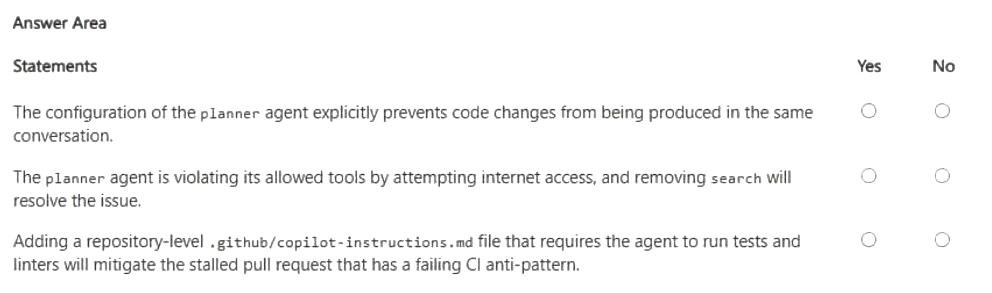 Answer Area
Statements Yes No
The configuration of the planner agent explicitly prevents code changes from being produced in the same
conversation.
The planner agent is violating its allowed tools by attempting internet access, and removing search will
resolve the issue.
Adding a repository-level .github/copilot-instructions.md file that requires the agent to run tests and
linters will mitigate the stalled pull request that has a failing CI anti-pattern.